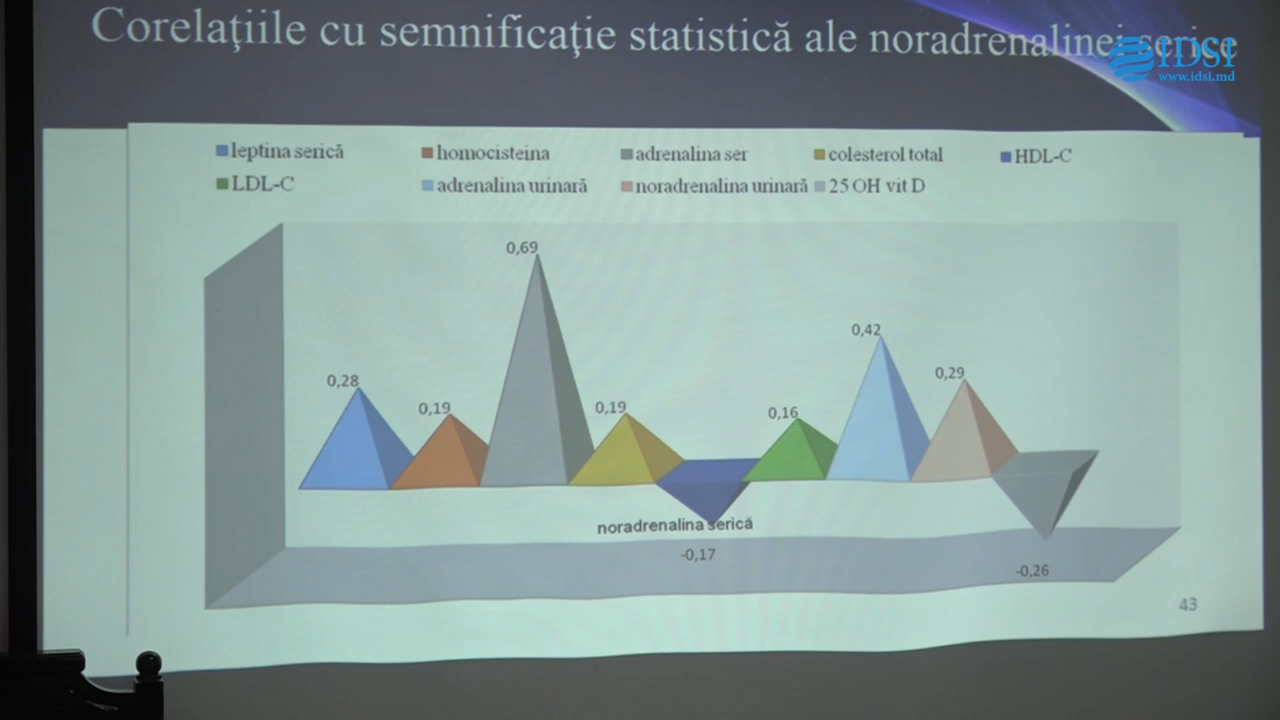 Corelaţiile cu semnificaţie statistică ale noradrenalinei serice
IDSI
www.idsi.md
leptina serică homocisteina adrenalina ser colesterol total HDL-C
LDL-C adrenalina urinară noradrenalina urinară 25 OH vit D
0,69
0,42
0,28
0,29
0,19
0,19
0,16
noradrenalina serică
-0,17
-0,26
43